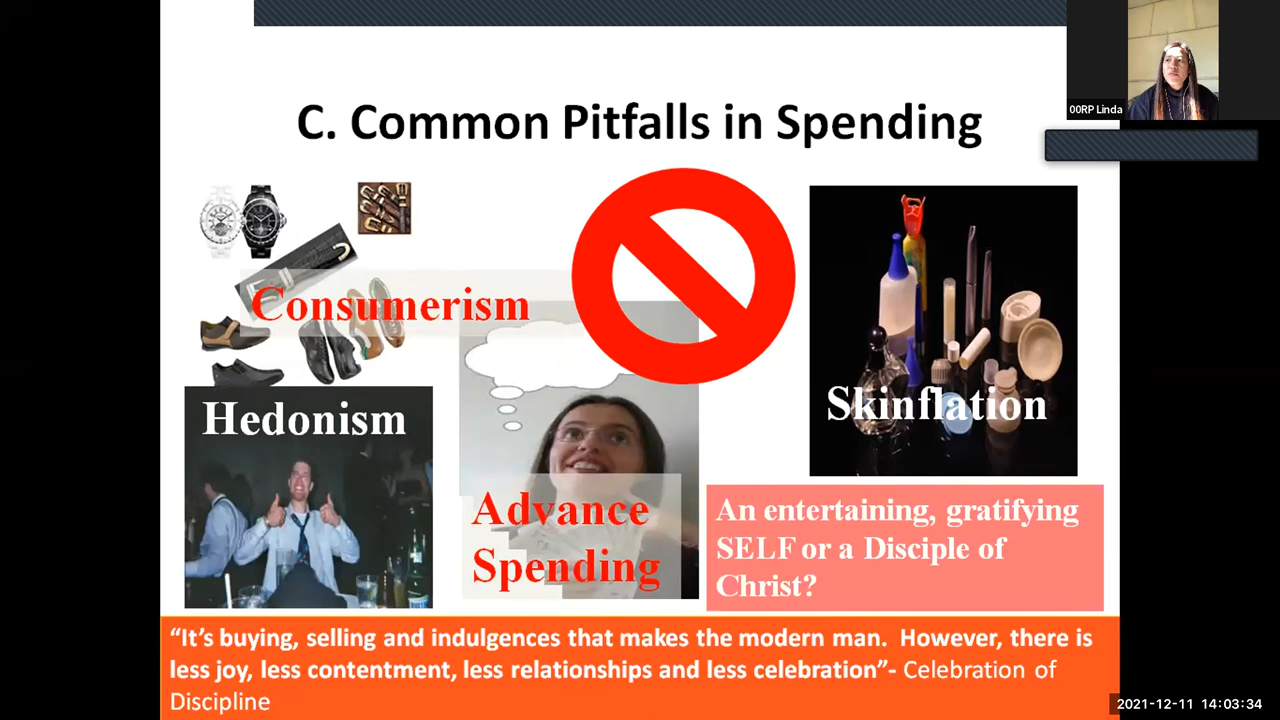 C. Common Pitfalls in Spending
OORP Linda
Consumerism
Hedonism
Advance
Spending
Skinflation
An entertaining, gratifying
SELF or a Disciple of
Christ?
“It’s buying, selling and indulgences that makes the modern man.  However, there is
less joy, less contentment, less relationships and less celebration”- Celebration of
Discipline
2021-12-11 14:03:34